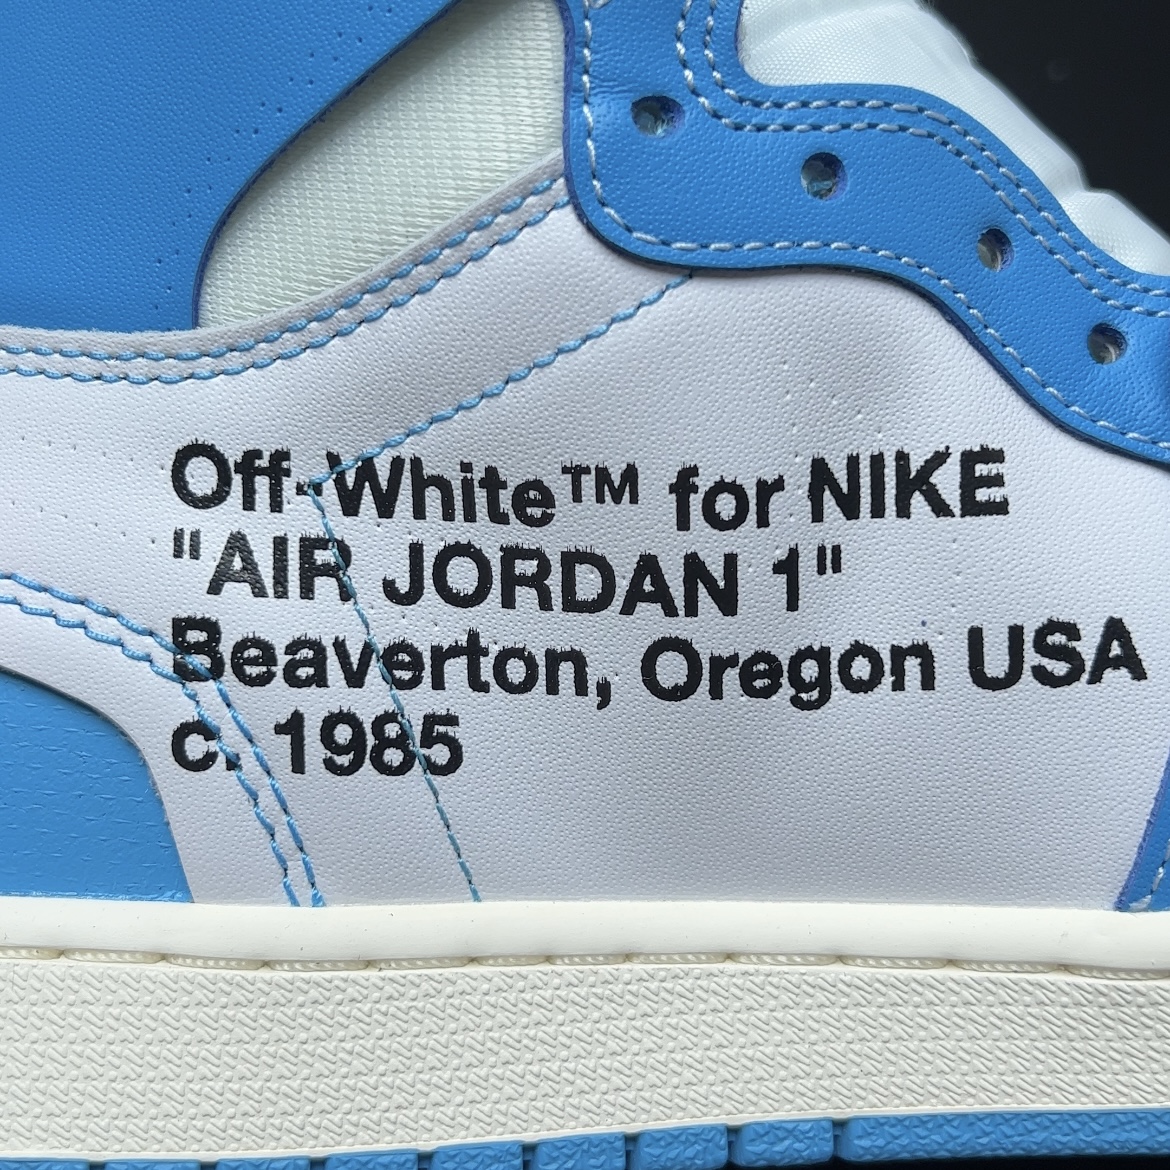 Off-White™ for NIKE
"AIR JORDAN 1"
Beaverton, Oregon USA
c. 1985